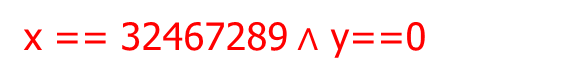 x == 32467289 ∧ y==0